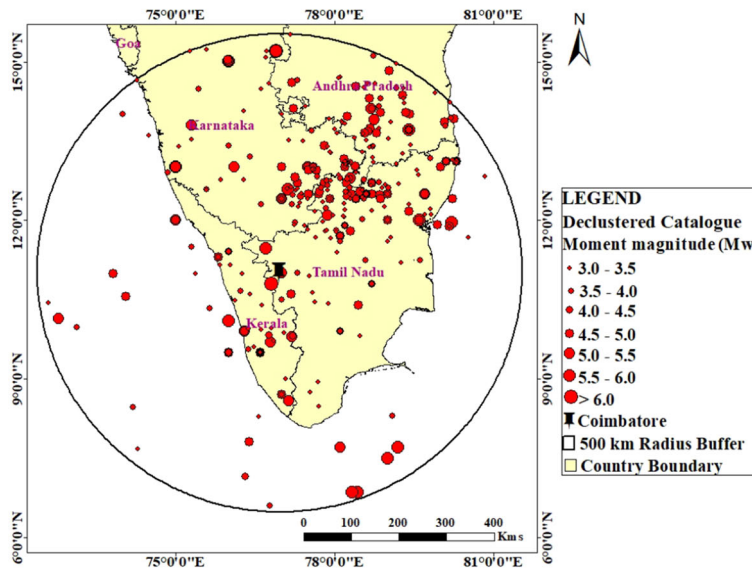 75°0'0"E 78°0'0"E 81°0'0"E
N
Goa
15°0'0"N 15°0'0"N
Andhra Pradesh
Karnataka
LEGEND
Declustered Catalogue
Moment magnitude (Mw
12°0'0"N 12°0'0"N
3.0 - 3.5
Tamil Nadu
3.5 - 4.0
4.0 - 4.5
Kerala
4.5 - 5.0
5.0 - 5.5
9°0'0"N 9°0'0"N
5.5 - 6.0
> 6.0
Coimbatore
500 km Radius Buffer
Country Boundary
0 100 200 300 400
Kms
6°0'0"N 6°0'0"N
75°0'0"E 78°0'0"E 81°0'0"E